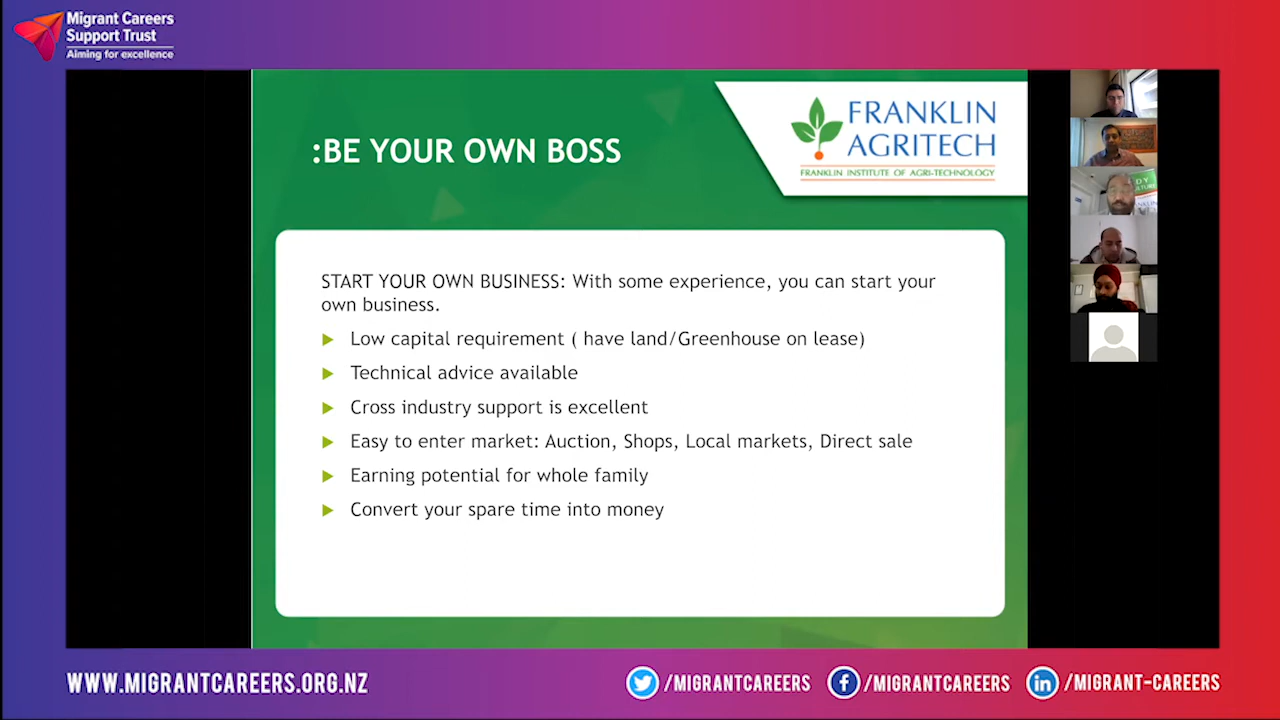 Migrant Careers
Support Trust
Aiming for excellence
FRANKLIN
AGRITECH
FRANKLIN INSTITUTE OF AGRI-TECHNOLOGY
:BE YOUR OWN BOSS
START YOUR OWN BUSINESS: With some experience, you can start your
own business.
Low capital requirement ( have land/Greenhouse on lease)
Technical advice available
Cross industry support is excellent
Easy to enter market: Auction, Shops, Local markets, Direct sale
Earning potential for whole family
Convert your spare time into money
WWW.MIGRANTCAREERS.ORG.NZ
/MIGRANTCAREERS
/MIGRANTCAREERS
/MIGRANT-CAREERS